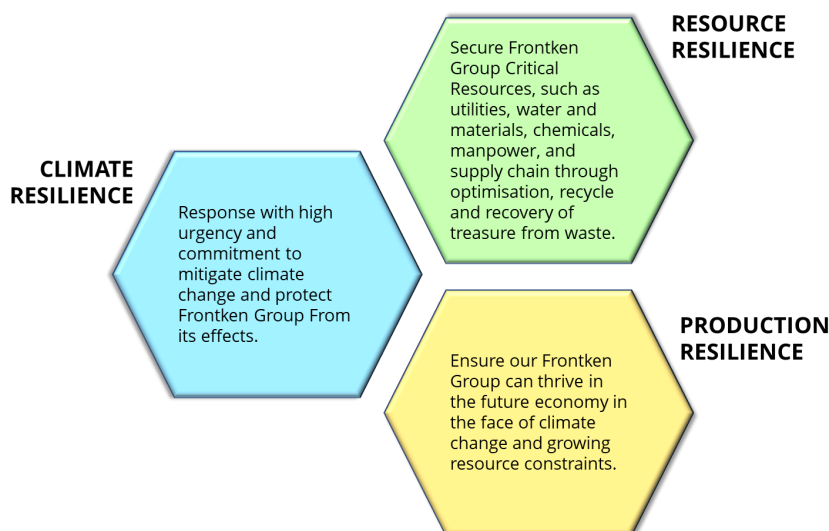 RESOURCE
RESILIENCE
Secure Frontken
Group Critical
Resources, such as
utilities, water and
materials, chemicals,
manpower, and
supply chain through
optimisation, recycle
and recovery of
treasure from waste.
CLIMATE
RESILIENCE
Response with high
urgency and
commitment to
mitigate climate
change and protect
Frontken Group From
its effects.
PRODUCTION
RESILIENCE
Ensure our Frontken
Group can thrive in
the future economy in
the face of climate
change and growing
resource constraints.